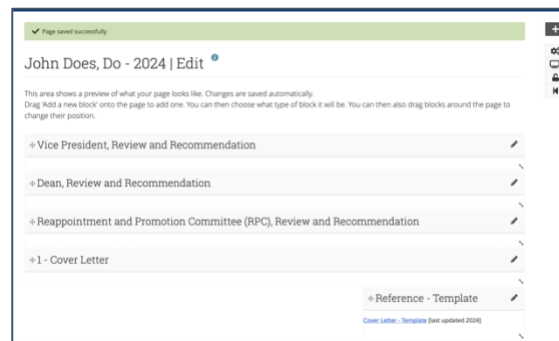 Page saved successfully
John Does, Do - 2024 | Edit
This area shows a preview of what your page looks like. Changes are saved automatically.
Drag 'Add a new block' onto the page to add one. You can then choose what type of block it will be. You can then also drag blocks around the page to
change their position.
Vice President, Review and Recommendation
Dean, Review and Recommendation
Reappointment and Promotion Committee (RPC), Review and Recommendation
1 - Cover Letter
Reference - Template
Cover Letter - Template [last updated 2024]